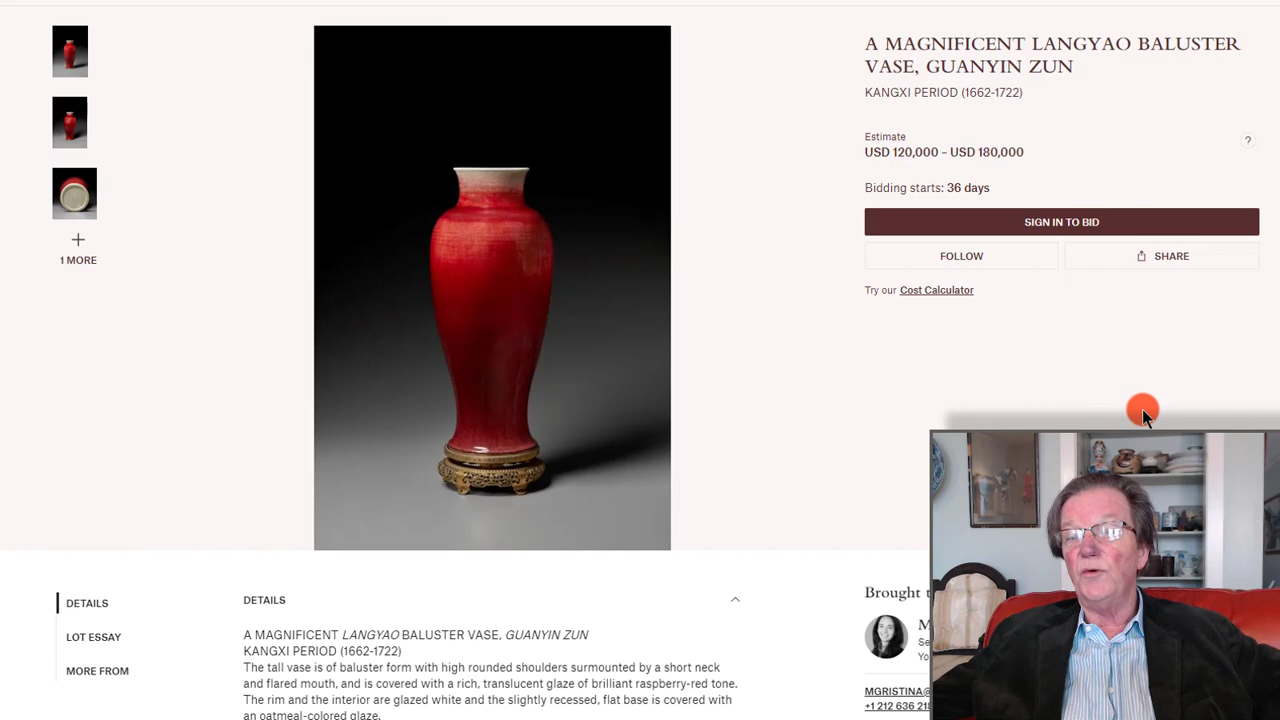 A MAGNIFICENT LANGYAO BALUSTER
VASE, GUANYIN ZUN
KANGXI PERIOD (1662-1722)
Estimate
USD 120,000 - USD 180,000
?
Bidding starts: 36 days
SIGN IN TO BID
FOLLOW
SHARE
Try our Cost Calculator
1 MORE
DETAILS
LOT ESSAY
MORE FROM
DETAILS
A MAGNIFICENT LANGYAO BALUSTER VASE, GUANYIN ZUN
KANGXI PERIOD (1662-1722)
The tall vase is of baluster form with high rounded shoulders surmounted by a short neck
and flared mouth, and is covered with a rich, translucent glaze of brilliant raspberry-red tone.
The rim and the interior are glazed white and the slightly recessed, flat base is covered with
an oatmeal-colored glaze.
Brought
MGRISTINA@
+1 212 636